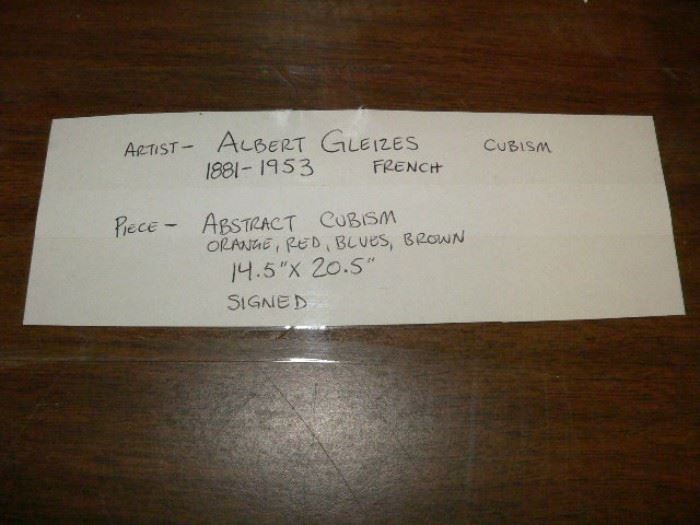 ARTIST - ALBERT GLEIZES CUBISM
1881-1953 FRENCH
PIECE - ABSTRACT CUBISM
ORANGE, RED, BLUES, BROWN
14.5" X 20.5"
SIGNED